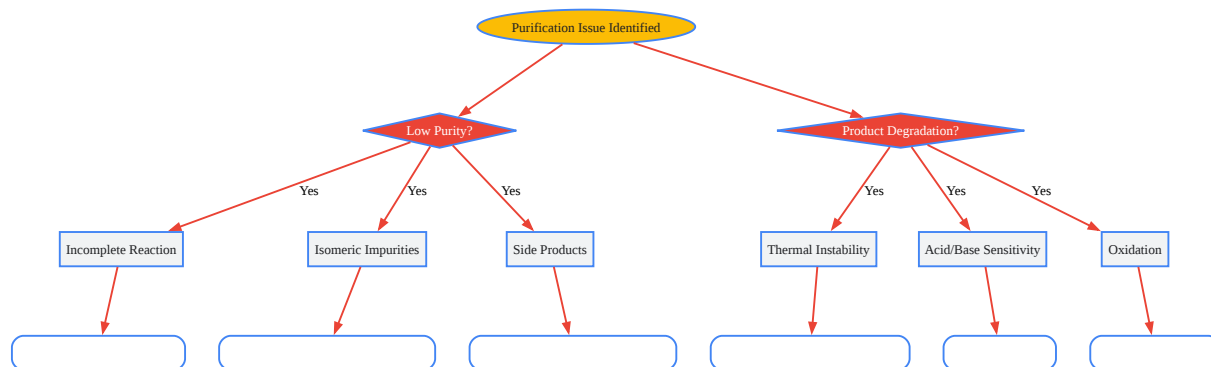 Purification Issue Identified
Low Purity?
Product Degradation?
Yes
Yes
Yes
Yes
Yes
Yes
Incomplete Reaction
Isomeric Impurities
Side Products
Thermal Instability
Acid/Base Sensitivity
Oxidation